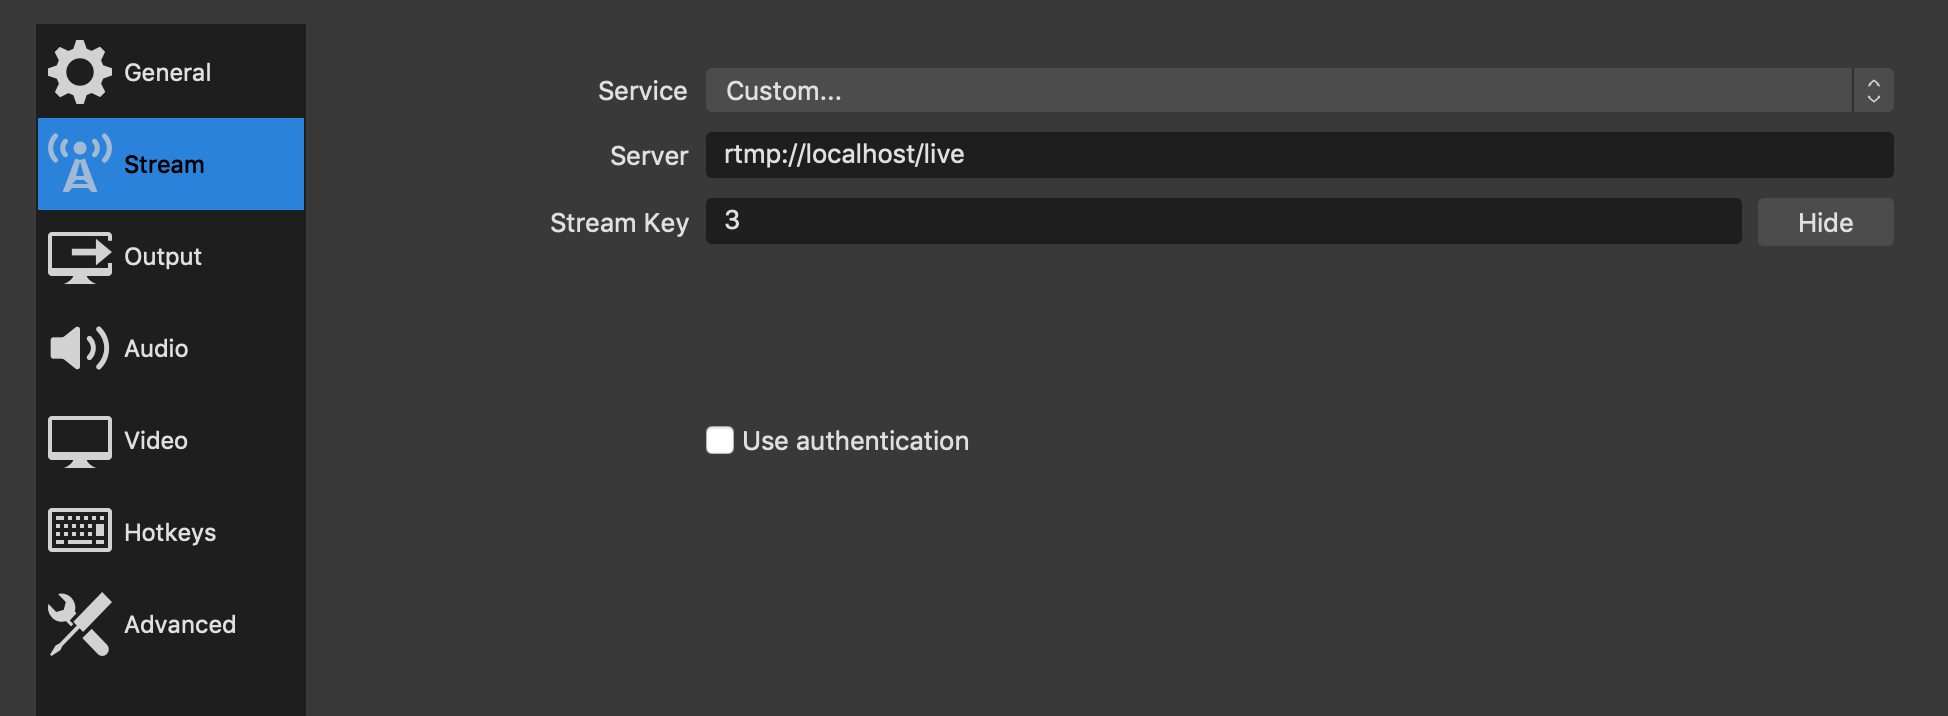 General
Stream
Output
Audio
Video
Hotkeys
Advanced
Service Custom...
Server rtmp://localhost/live
Stream Key 3 Hide
Use authentication